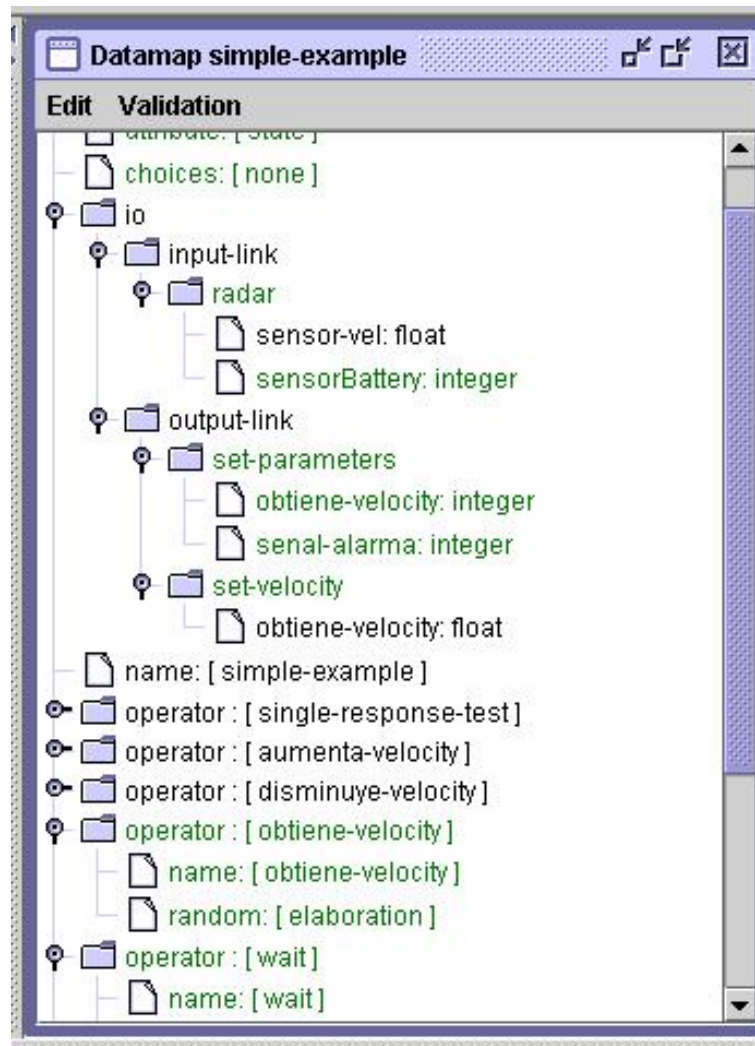 Datamap simple-example
Edit Validation
attribute: [ state ]
choices: [ none ]
io
input-link
radar
sensor-vel: float
sensorBattery: integer
output-link
set-parameters
obtiene-velocity: integer
senal-alarma: integer
set-velocity
obtiene-velocity: float
name: [ simple-example ]
operator : [ single-response-test ]
operator : [ aumenta-velocity ]
operator : [ disminuye-velocity ]
operator : [ obtiene-velocity ]
name: [ obtiene-velocity ]
random: [ elaboration ]
operator : [ wait ]
name: [ wait ]